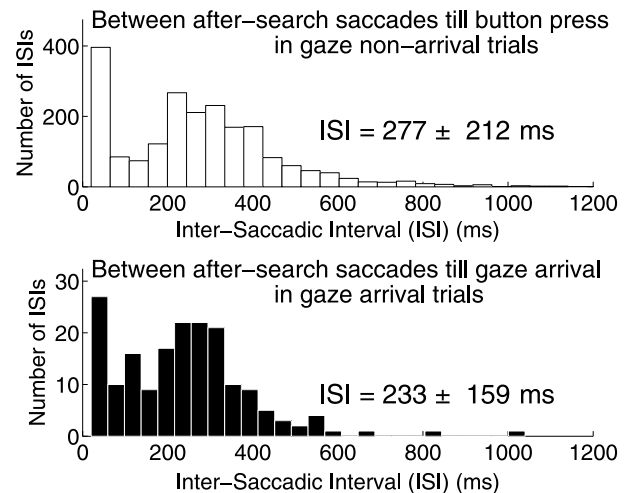 Between after-search saccades till button press
in gaze non-arrival trials
400
200
0
Number of ISIs
ISI = 277 ± 212 ms
0 200 400 600 800 1000 1200
Inter-Saccadic Interval (ISI) (ms)
Between after-search saccades till gaze arrival
in gaze arrival trials
30
20
10
0
Number of ISIs
ISI = 233 ± 159 ms
0 200 400 600 800 1000 1200
Inter-Saccadic Interval (ISI) (ms)